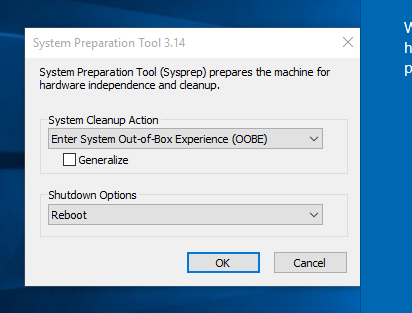 System Preparation Tool 3.14
System Preparation Tool (Sysprep) prepares the machine for
hardware independence and cleanup.
System Cleanup Action
Enter System Out-of-Box Experience (OOBE)
Generalize
Shutdown Options
Reboot
OK
Cancel